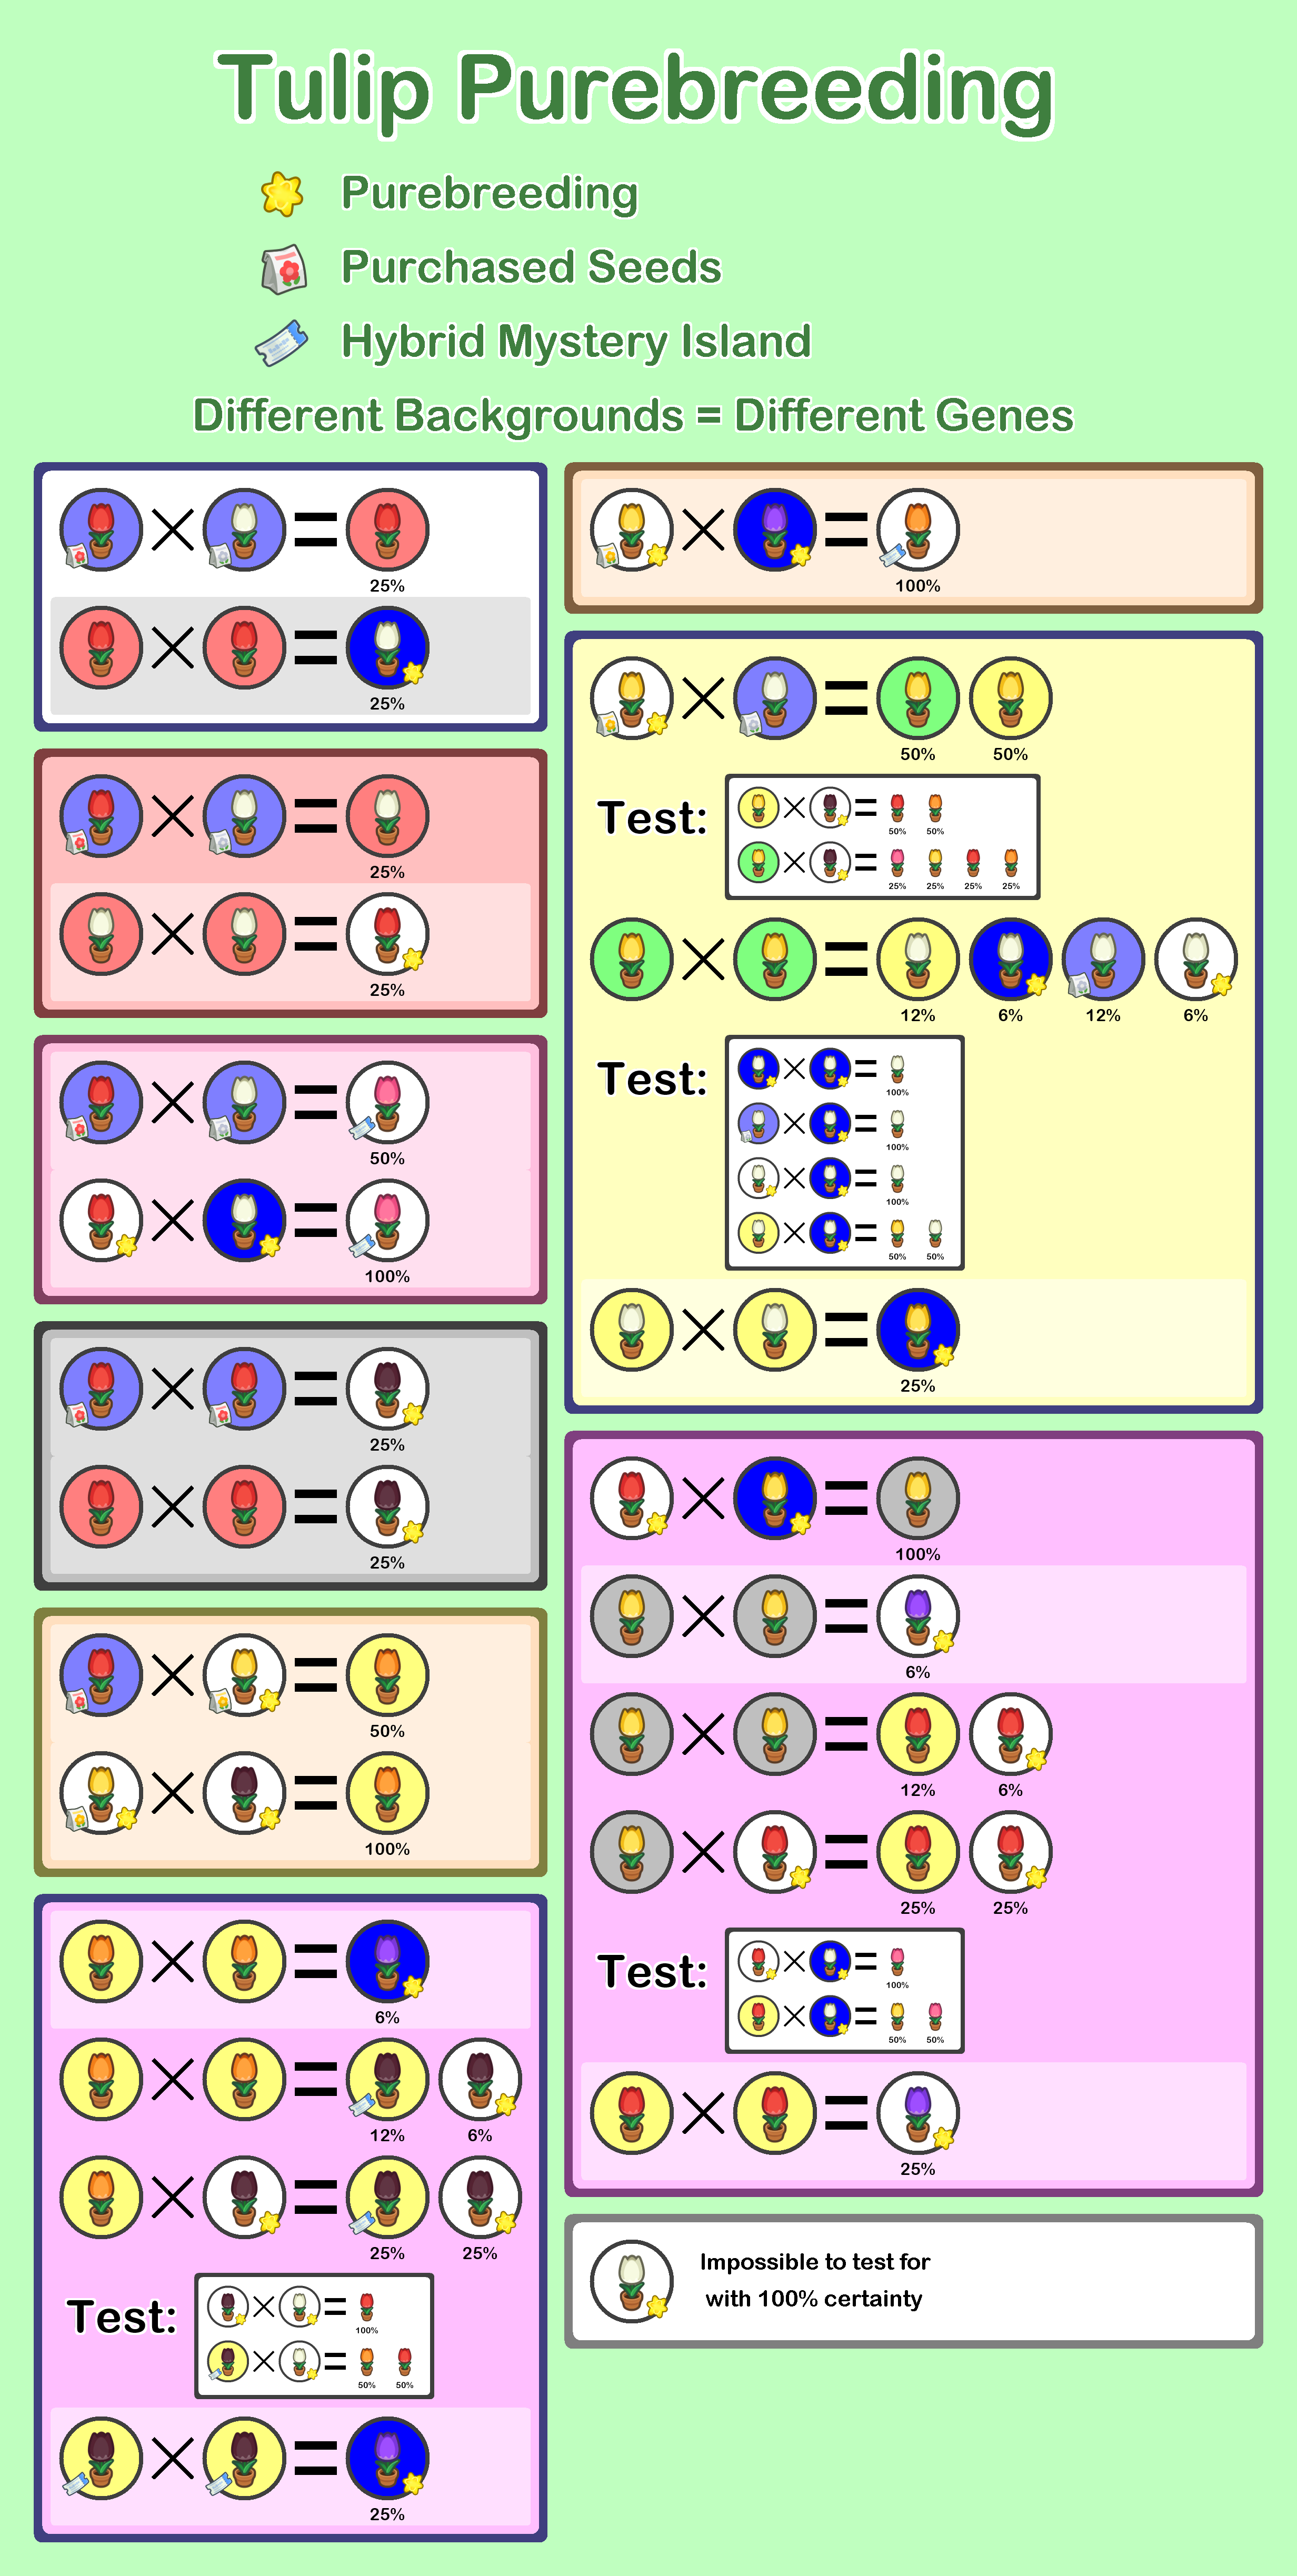 Tulip Purebreeding
Purebreeding
Purchased Seeds
Hybrid Mystery Island
Different Backgrounds = Different Genes
25%
25%
25%
25%
50%
100%
25%
25%
50%
100%
6%
12% 6%
25% 25%
Test:
100%
50% 50%
25%
100%
50% 50%
Test:
50% 50%
25% 25% 25% 25%
12% 6% 12% 6%
Test:
100%
100%
100%
50% 50%
25%
100%
6%
12% 6%
25% 25%
Test:
100%
50% 50%
25%
Impossible to test for
with 100% certainty